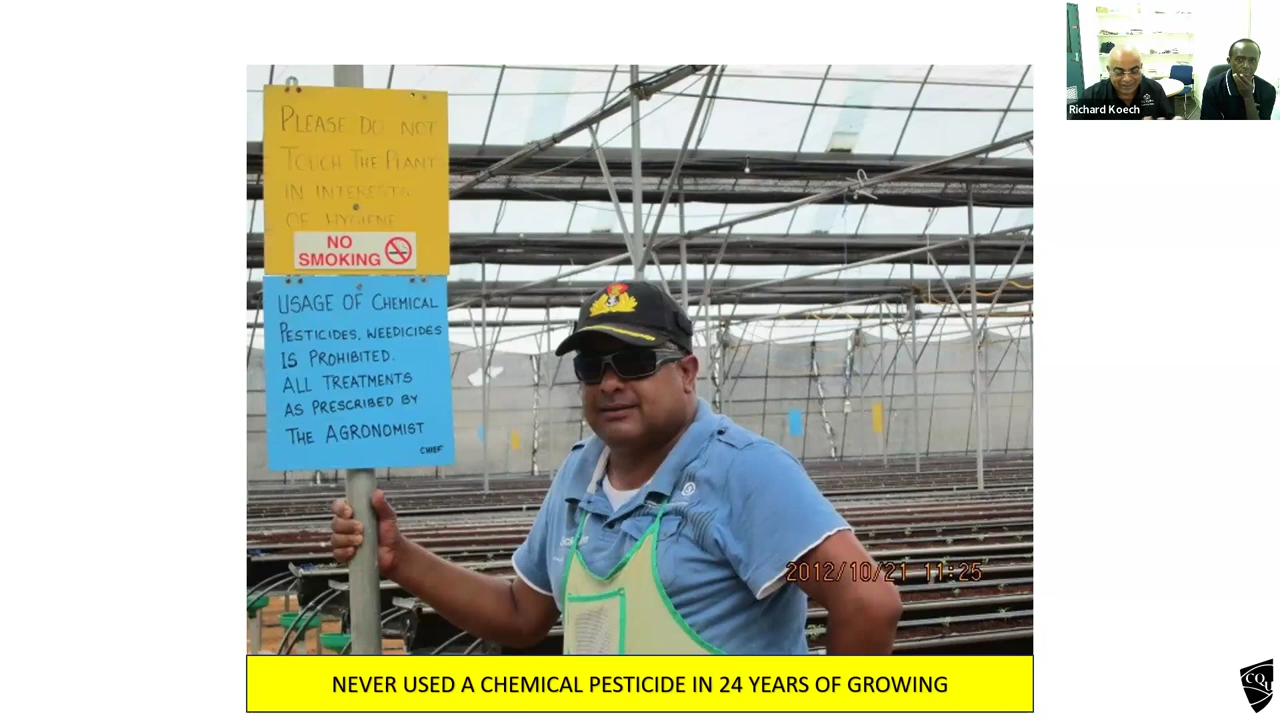 PLEASE DO NOT
TOUCH THE PLANT
IN INTERESTS
OF HYGIENE
NO
SMOKING
USAGE OF CHEMICAL
PESTICIDES, WEEDICIDES
IS PROHIBITED.
ALL TREATMENTS
AS PRESCRIBED BY
THE AGRONOMIST
CHIEF
2012/10/21 11:25
NEVER USED A CHEMICAL PESTICIDE IN 24 YEARS OF GROWING
Richard Koech
CQU